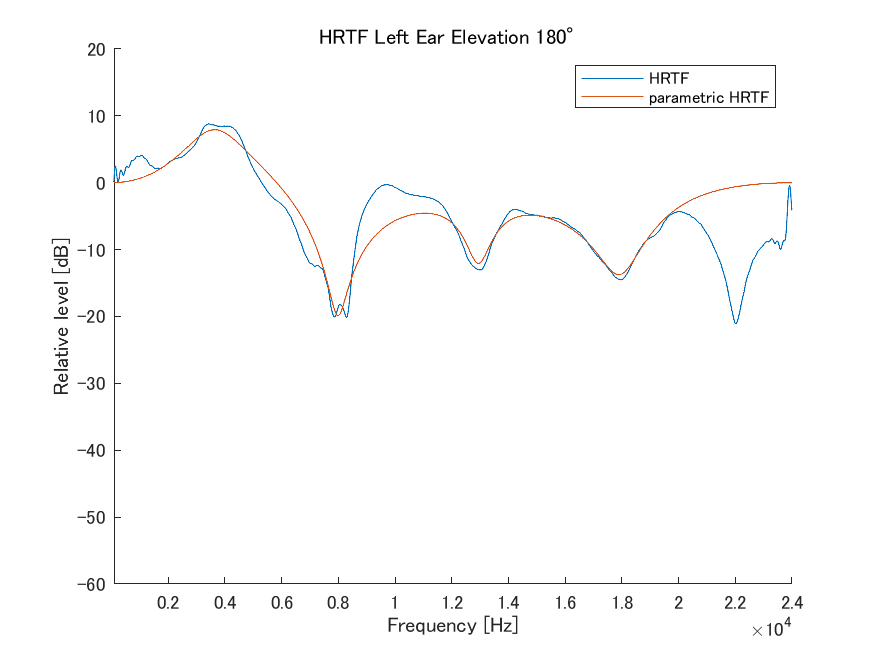 HRTF Left Ear Elevation 180°
HRTF
parametric HRTF
Relative level [dB]
20
10
0
-10
-20
-30
-40
-50
-60
0.2 0.4 0.6 0.8 1 1.2 1.4 1.6 1.8 2 2.2 2.4
×10⁴
Frequency [Hz]